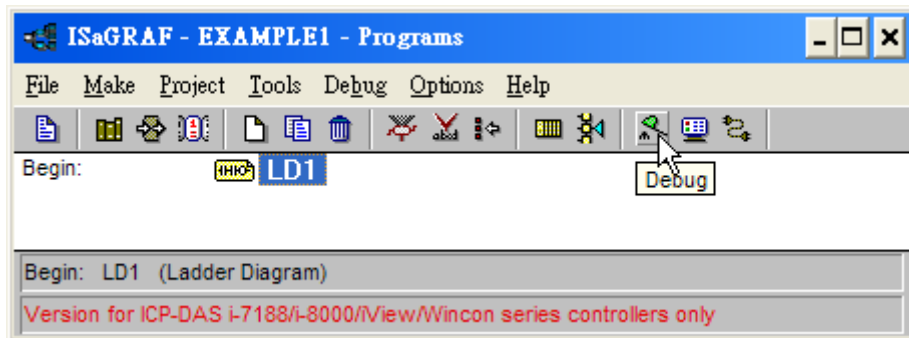 ISaGRAF - EXAMPLE1 - Programs
File Make Project Tools Debug Options Help
Begin: LD1
Debug
Begin: LD1 (Ladder Diagram)
Version for ICP-DAS i-7188/i-8000/iView/Wincon series controllers only